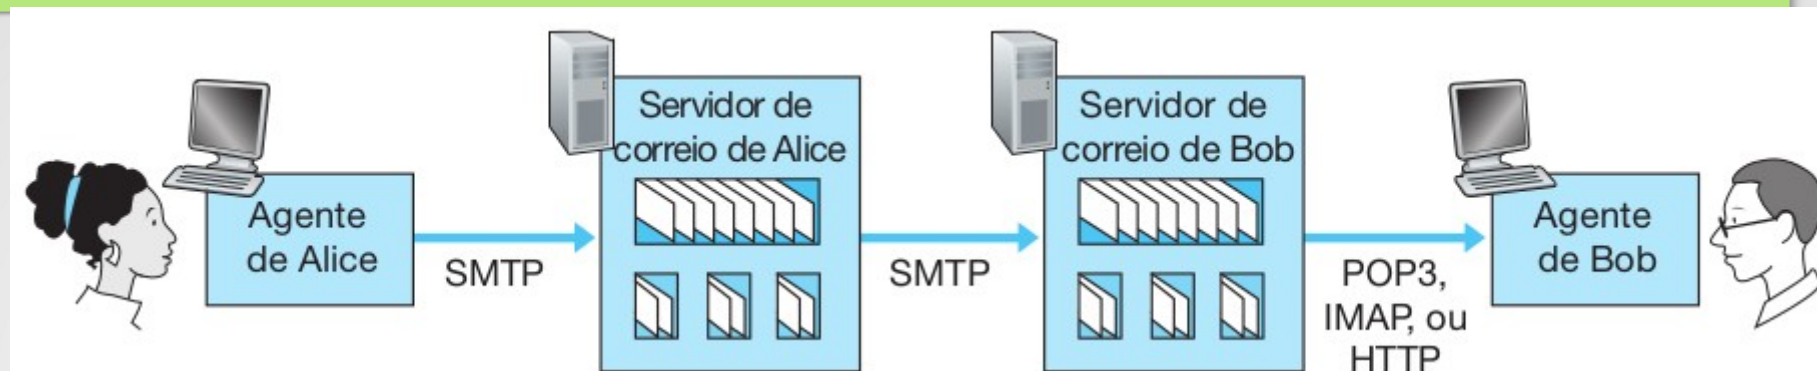 Agente
de Alice
SMTP
Servidor de
correio de Alice
SMTP
Servidor de
correio de Bob
POP3,
IMAP, ou
HTTP
Agente
de Bob